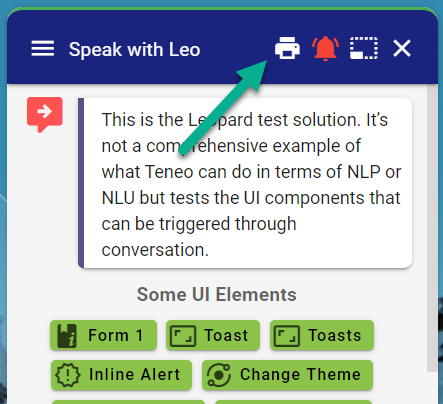 Speak with Leo
This is the Leopard test solution. It's
not a comprehensive example of
what Teneo can do in terms of NLP or
NLU but tests the UI components that
can be triggered through
conversation.
Some UI Elements
Form 1 Toast Toasts
Inline Alert Change Theme